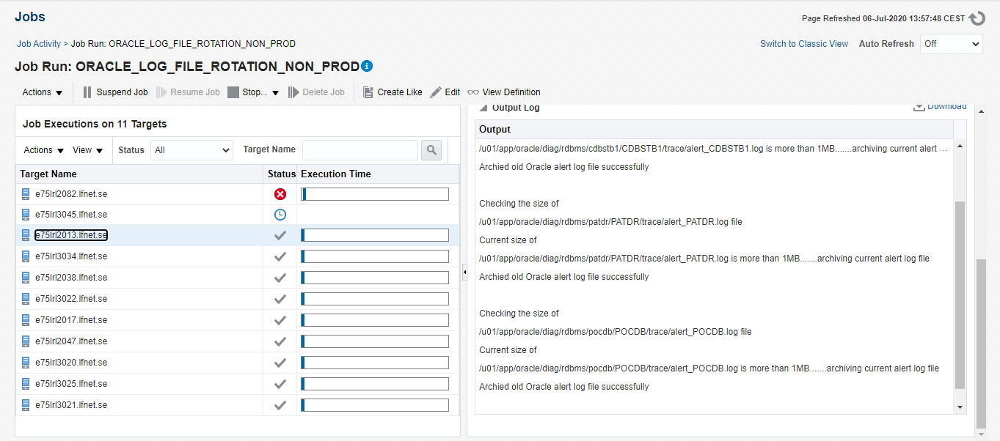 Jobs
Page Refreshed 06-Jul-2020 13:57:48 CEST
Job Activity > Job Run: ORACLE_LOG_FILE_ROTATION_NON_PROD
Switch to Classic View Auto Refresh Off
Job Run: ORACLE_LOG_FILE_ROTATION_NON_PROD
Actions Suspend Job Resume Job Stop... Delete Job Create Like Edit View Definition
Job Executions on 11 Targets
Actions View Status All Target Name
Target Name Status Execution Time
e75lrl2082.lfnet.se
e75lrl3045.lfnet.se
e75lrl2013.lfnet.se
e75lrl3034.lfnet.se
e75lrl2038.lfnet.se
e75lrl3022.lfnet.se
e75lrl2017.lfnet.se
e75lrl2047.lfnet.se
e75lrl3020.lfnet.se
e75lrl3025.lfnet.se
e75lrl3021.lfnet.se
Output Log Download
Output
/u01/app/oracle/diag/rdbms/cdbstb1/CDBSTB1/trace/alert_CDBSTB1.log is more than 1MB.......archiving current alert ...
Archied old Oracle alert log file successfully
Checking the size of
/u01/app/oracle/diag/rdbms/patdr/PATDR/trace/alert_PATDR.log file
Current size of
/u01/app/oracle/diag/rdbms/patdr/PATDR/trace/alert_PATDR.log is more than 1MB.......archiving current alert log file
Archied old Oracle alert log file successfully
Checking the size of
/u01/app/oracle/diag/rdbms/pocdb/POCDB/trace/alert_POCDB.log file
Current size of
/u01/app/oracle/diag/rdbms/pocdb/POCDB/trace/alert_POCDB.log is more than 1MB.......archiving current alert log file
Archied old Oracle alert log file successfully